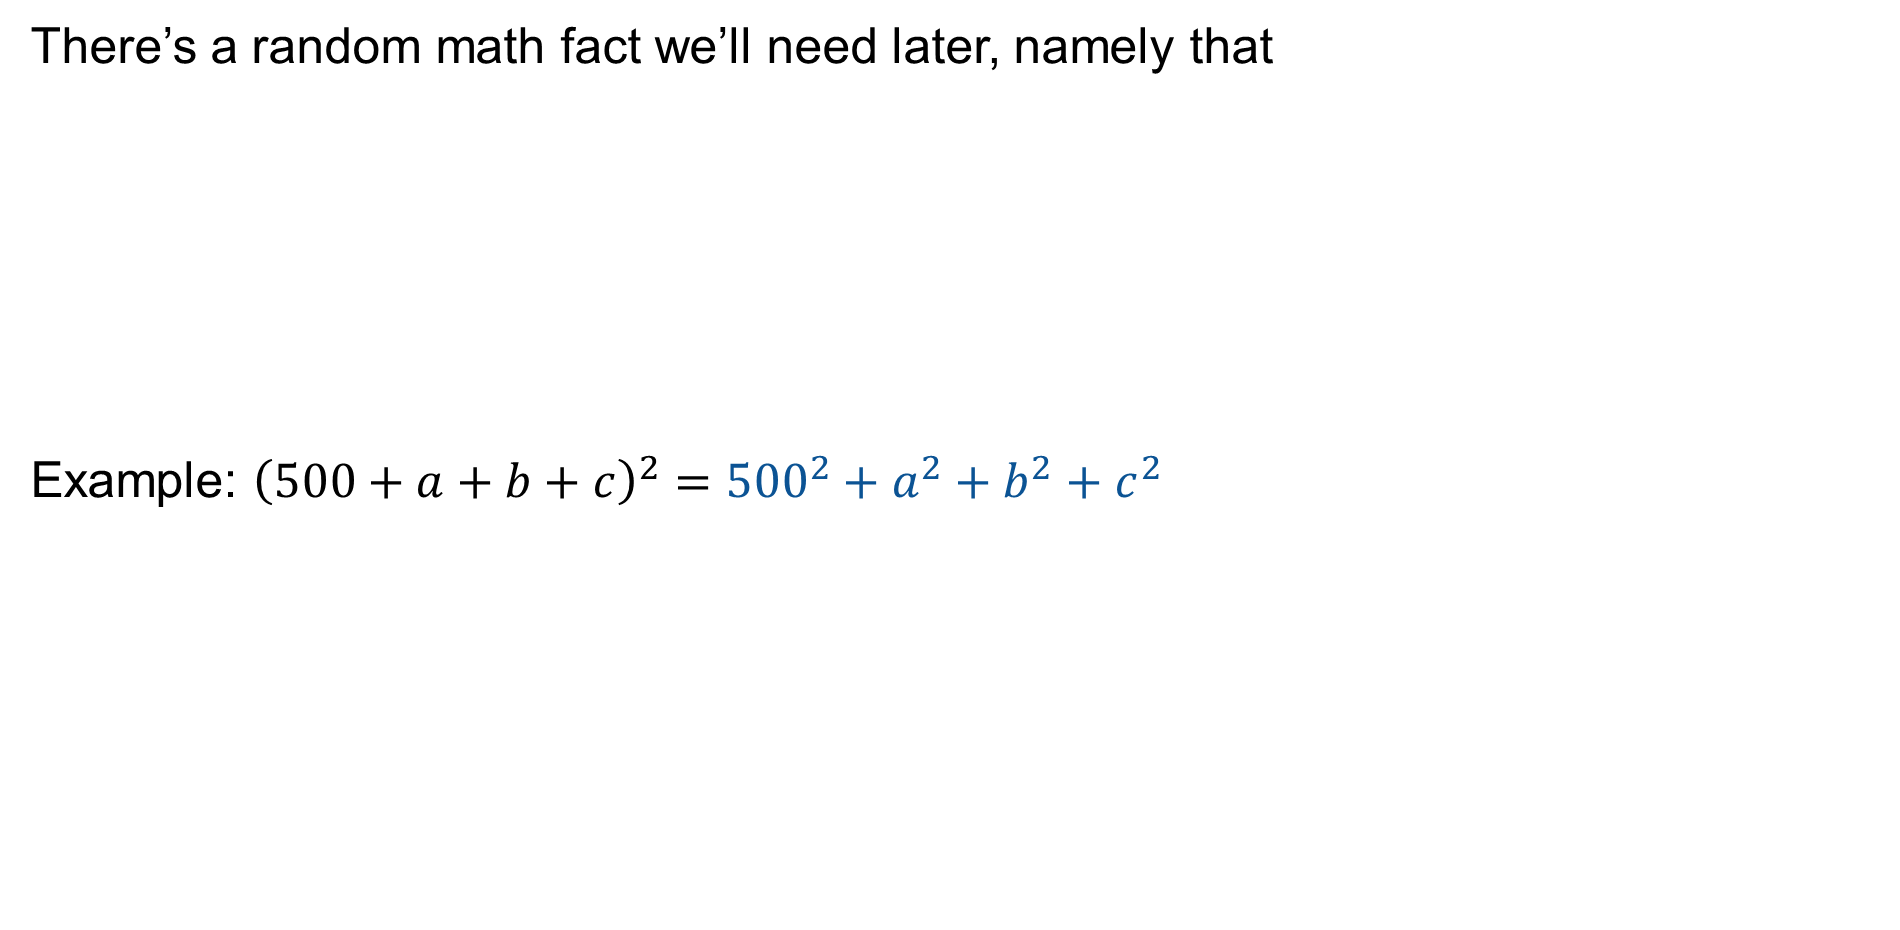 There’s a random math fact we’ll need later, namely that
Example: (500 + a + b + c)² = 500² + a² + b² + c²